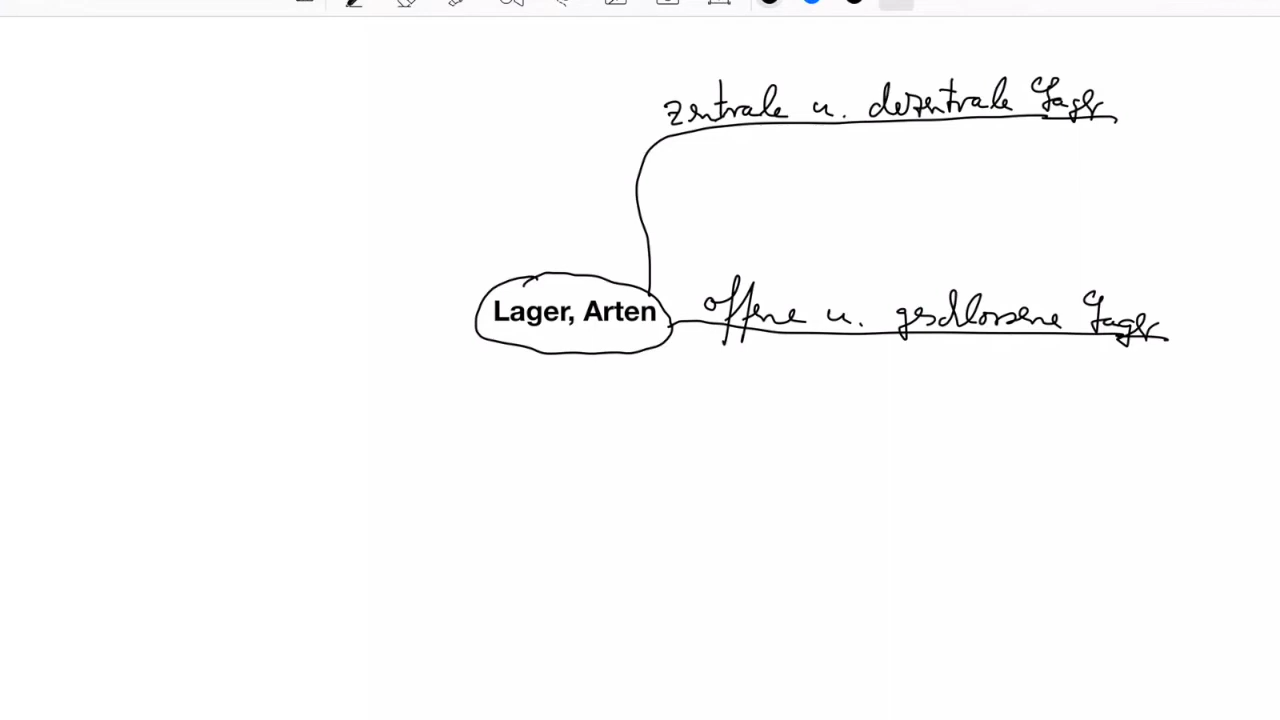 zentrale u. dezentrale Lager
Lager, Arten
offene u. geschlossene Lager